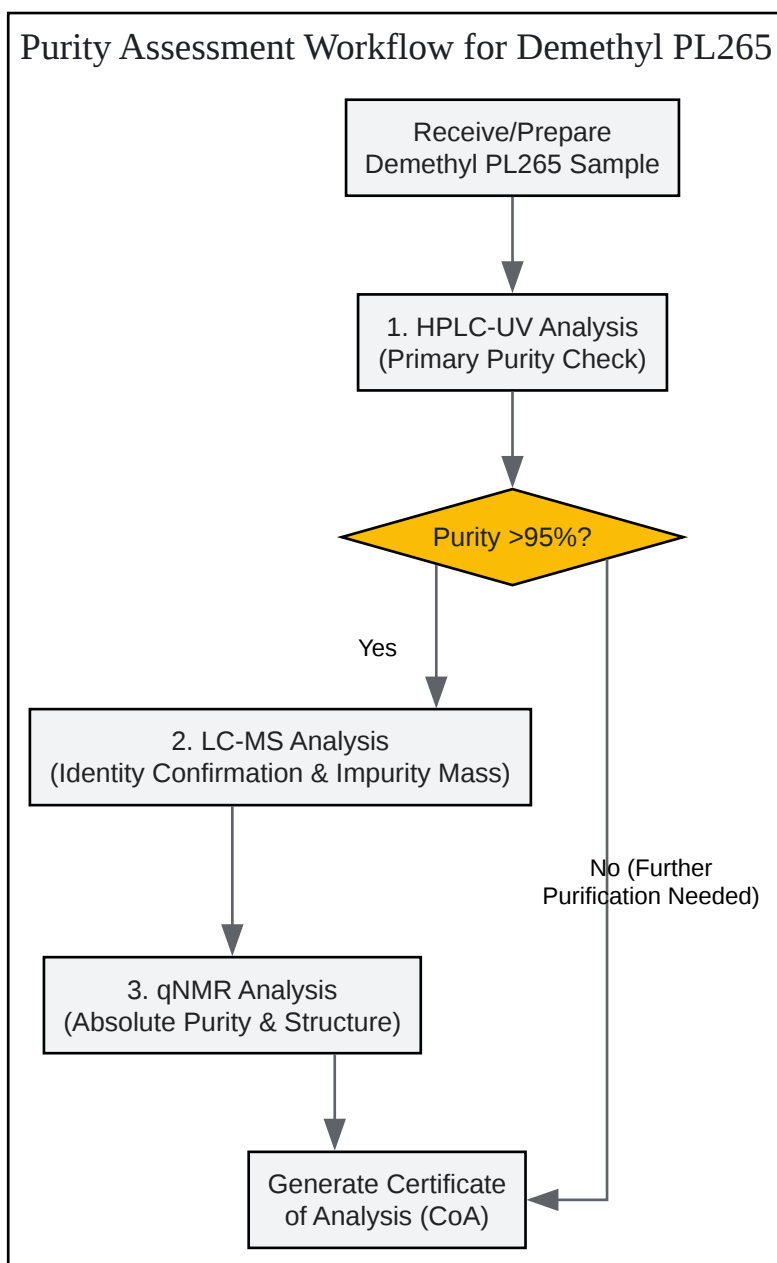 Purity Assessment Workflow for Demethyl PL265
Receive/Prepare
Demethyl PL265 Sample
1. HPLC-UV Analysis
(Primary Purity Check)
Purity >95%?
Yes
2. LC-MS Analysis
(Identity Confirmation & Impurity Mass)
No (Further
Purification Needed)
3. qNMR Analysis
(Absolute Purity & Structure)
Generate Certificate
of Analysis (CoA)